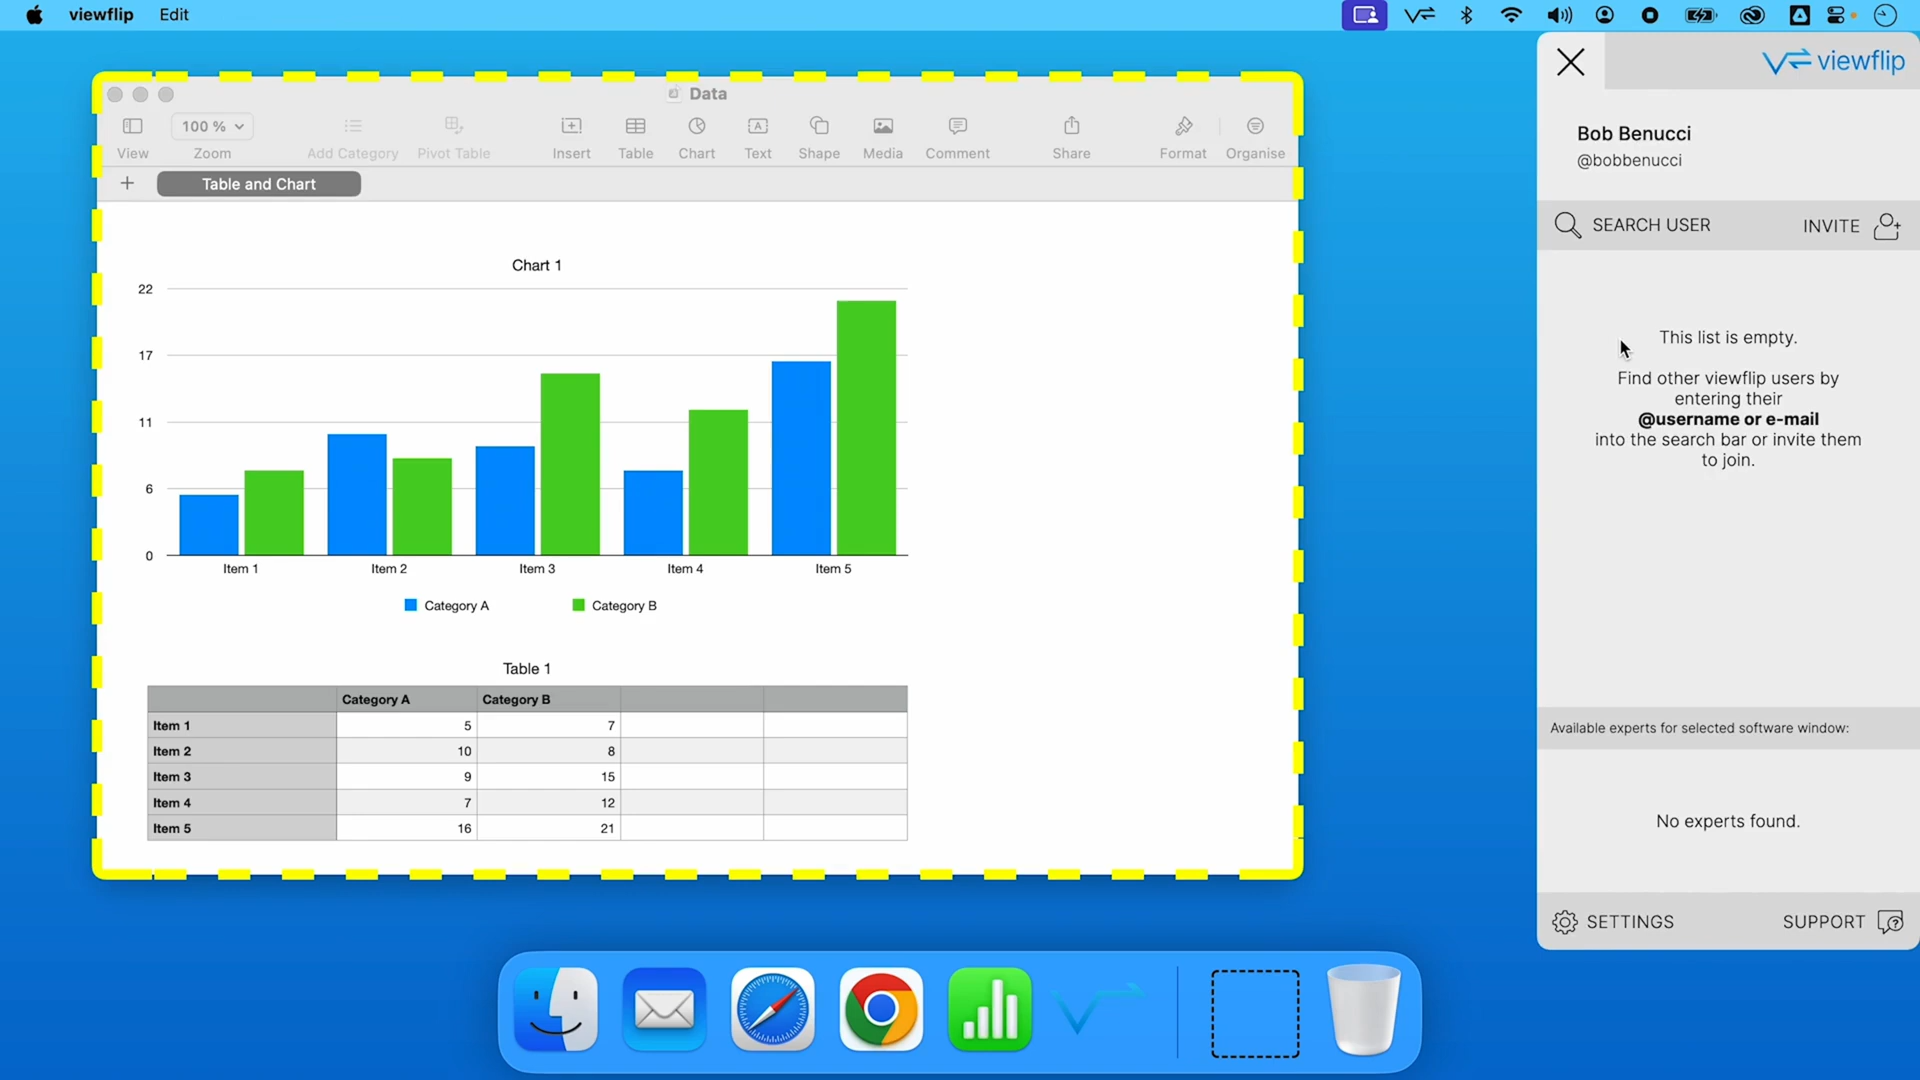 viewflip Edit
Data
100 %
View Zoom Add Category Pivot Table Insert Table Chart Text Shape Media Comment Share Format Organise
+ Table and Chart
Chart 1
22
17
11
6
0
Item 1 Item 2 Item 3 Item 4 Item 5
Category A Category B
Table 1
Category A Category B
Item 1 5 7
Item 2 10 8
Item 3 9 15
Item 4 7 12
Item 5 16 21
viewflip
Bob Benucci
@bobbenucci
SEARCH USER INVITE
This list is empty.
Find other viewflip users by
entering their
@username or e-mail
into the search bar or invite them
to join.
Available experts for selected software window:
No experts found.
SETTINGS SUPPORT